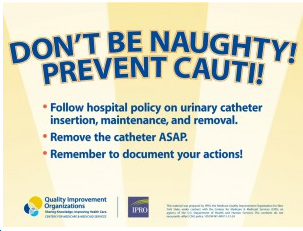 DON'T BE NAUGHTY!
PREVENT CAUTI!
• Follow hospital policy on urinary catheter
insertion, maintenance, and removal.
• Remove the catheter ASAP.
• Remember to document your actions!
Quality Improvement
Organizations
Sharing Knowledge. Improving Health Care.
CENTERS FOR MEDICARE & MEDICAID SERVICES
IPRO